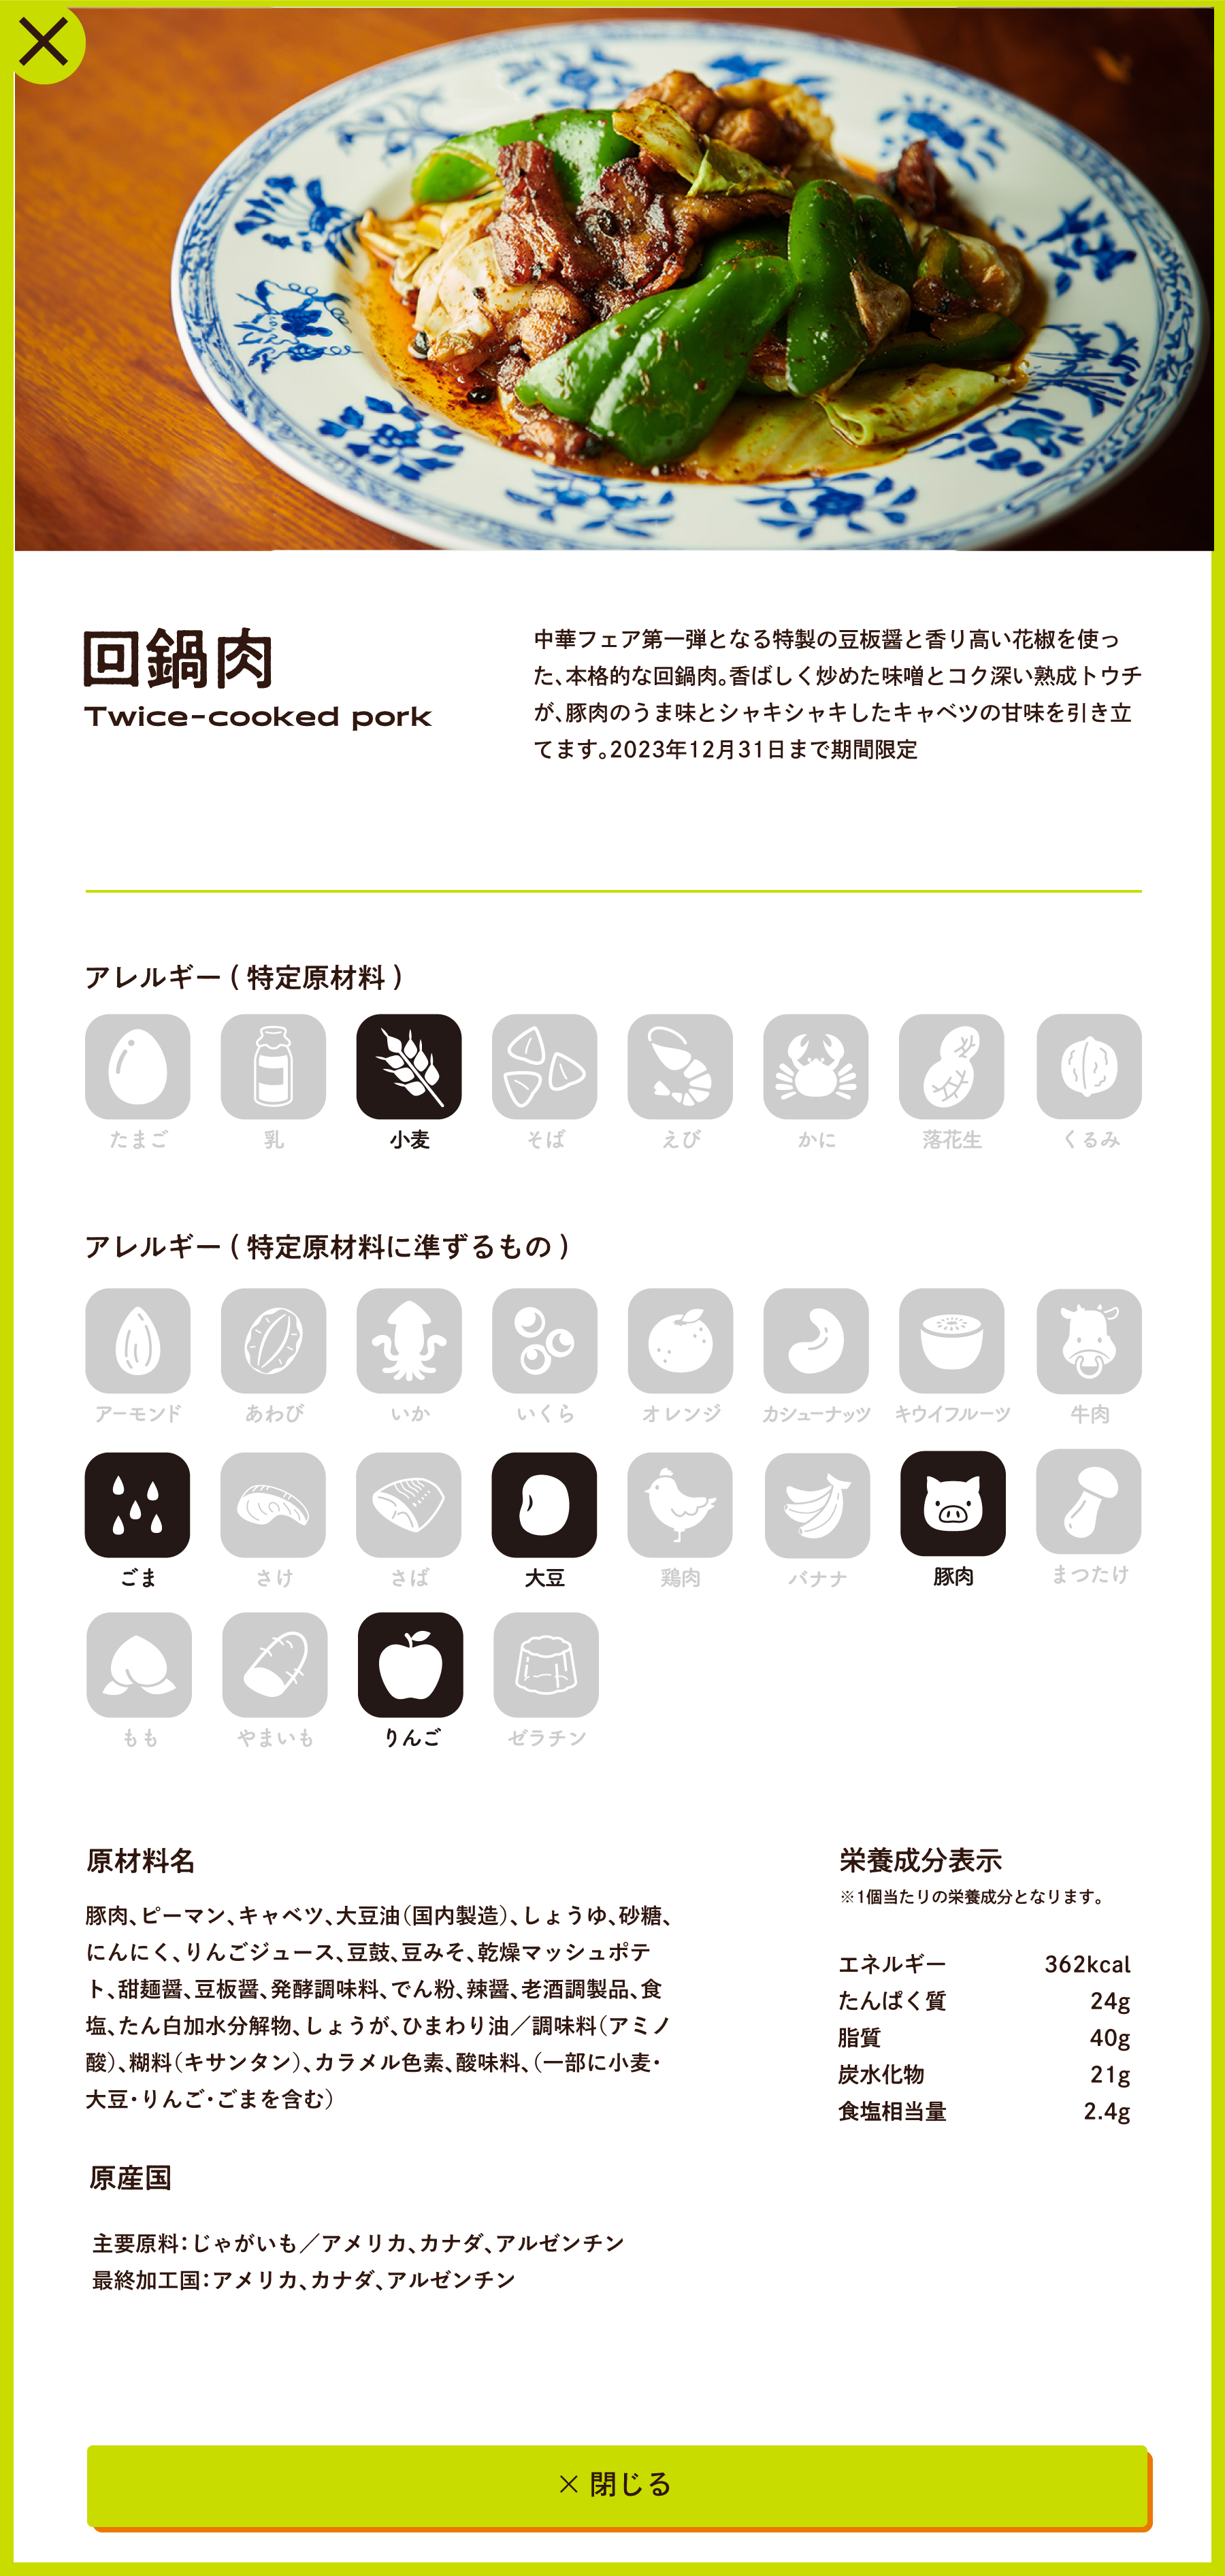 回鍋肉
Twice-cooked pork
中華フェア第一弾となる特製の豆板醤と香り高い花椒を使っ
た、本格的な回鍋肉。香ばしく炒めた味噌とコク深い熟成トウチ
が、豚肉のうま味とシャキシャキしたキャベツの甘味を引き立
てます。2023年12月31日まで期間限定
アレルギー ( 特定原材料 )
たまご 乳 小麦 そば えび かに 落花生 くるみ
アレルギー ( 特定原材料に準ずるもの )
アーモンド あわび いか いくら オレンジ カシューナッツ キウイフルーツ 牛肉
ごま さけ さば 大豆 鶏肉 バナナ 豚肉 まつたけ
もも やまいも りんご ゼラチン
原材料名
豚肉、ピーマン、キャベツ、大豆油（国内製造）、しょうゆ、砂糖、
にんにく、りんごジュース、豆鼓、豆みそ、乾燥マッシュポテ
ト、甜麺醤、豆板醤、発酵調味料、でん粉、辣醤、老酒調製品、食
塩、たん白加水分解物、しょうが、ひまわり油／調味料（アミノ
酸）、糊料（キサンタン）、カラメル色素、酸味料、（一部に小麦・
大豆・りんご・ごまを含む）
原産国
主要原料：じゃがいも／アメリカ、カナダ、アルゼンチン
最終加工国：アメリカ、カナダ、アルゼンチン
栄養成分表示
※1個当たりの栄養成分となります。
エネルギー 362kcal
たんぱく質 24g
脂質 40g
炭水化物 21g
食塩相当量 2.4g
× 閉じる